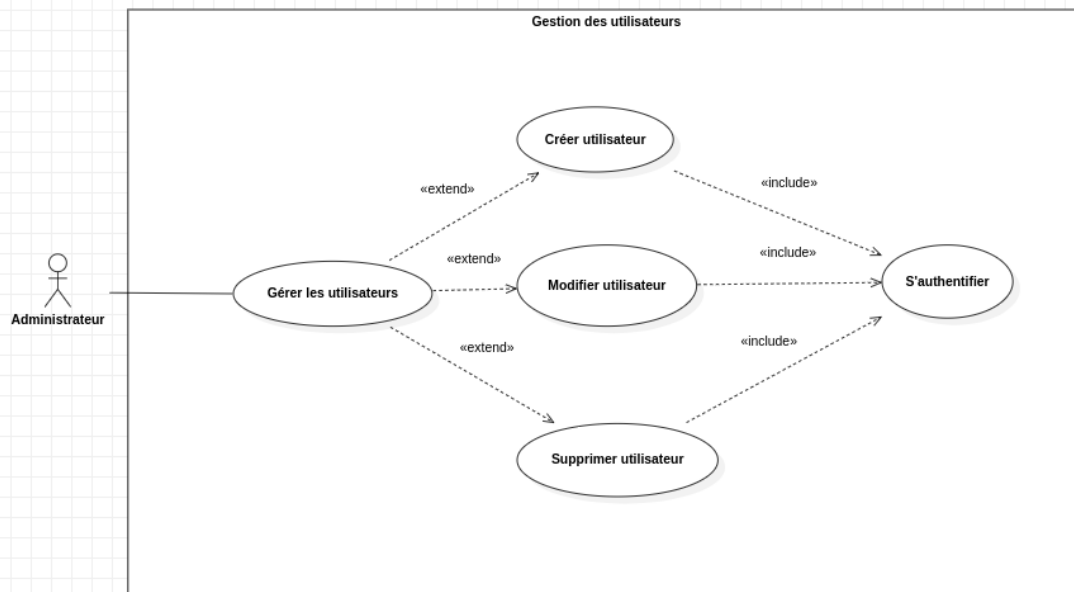 Gestion des utilisateurs
Créer utilisateur
«extend»
«include»
«extend»
«include»
Administrateur
Gérer les utilisateurs
Modifier utilisateur
S'authentifier
«extend»
«include»
Supprimer utilisateur